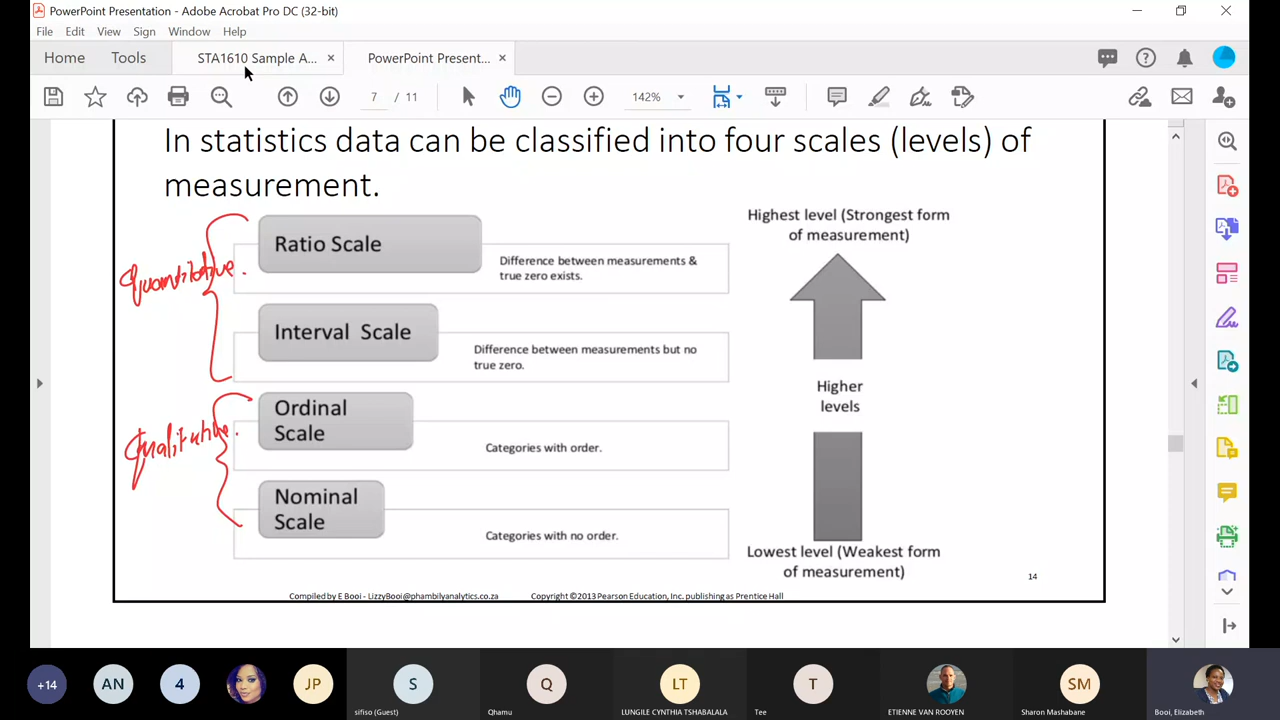 PowerPoint Presentation - Adobe Acrobat Pro DC (32-bit)
File Edit View Sign Window Help
Home Tools STA1610 Sample A... × PowerPoint Present... ×
7 / 11 142%
In statistics data can be classified into four scales (levels) of
measurement.
Quantitative.
Ratio Scale
Difference between measurements &
true zero exists.
Interval Scale
Difference between measurements but no
true zero.
Qualitative.
Ordinal
Scale
Categories with order.
Nominal
Scale
Categories with no order.
Highest level (Strongest form
of measurement)
Higher
levels
Lowest level (Weakest form
of measurement)
14
Compiled by E Booi - LizzyBooi@phambilyanalytics.co.za Copyright ©2013 Pearson Education, Inc. publishing as Prentice Hall
+14 AN 4 JP S Q LT T SM
sifiso (Guest) Qhamu LUNGILE CYNTHIA TSHABALALA Tee ETIENNE VAN ROOYEN Sharon Mashabane Booi, Elizabeth